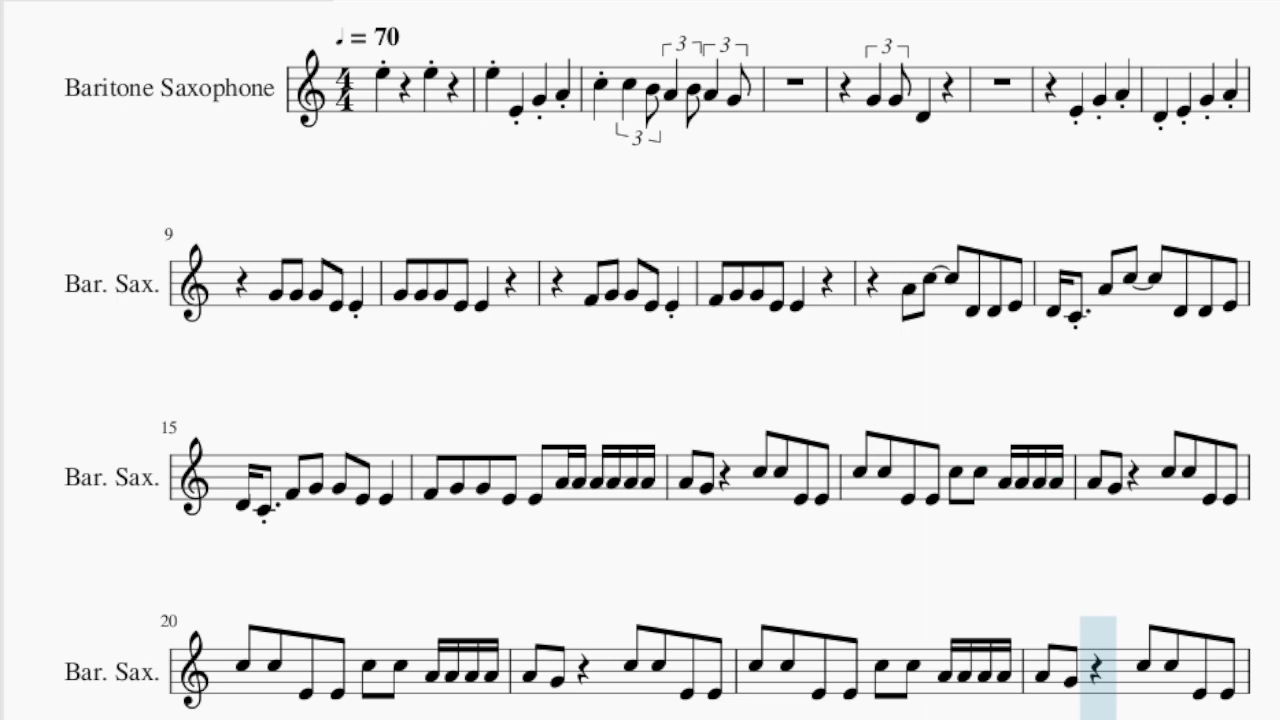 ♩ = 70
Baritone Saxophone
4
4
3 3
3
3
9
Bar. Sax.
15
Bar. Sax.
20
Bar. Sax.